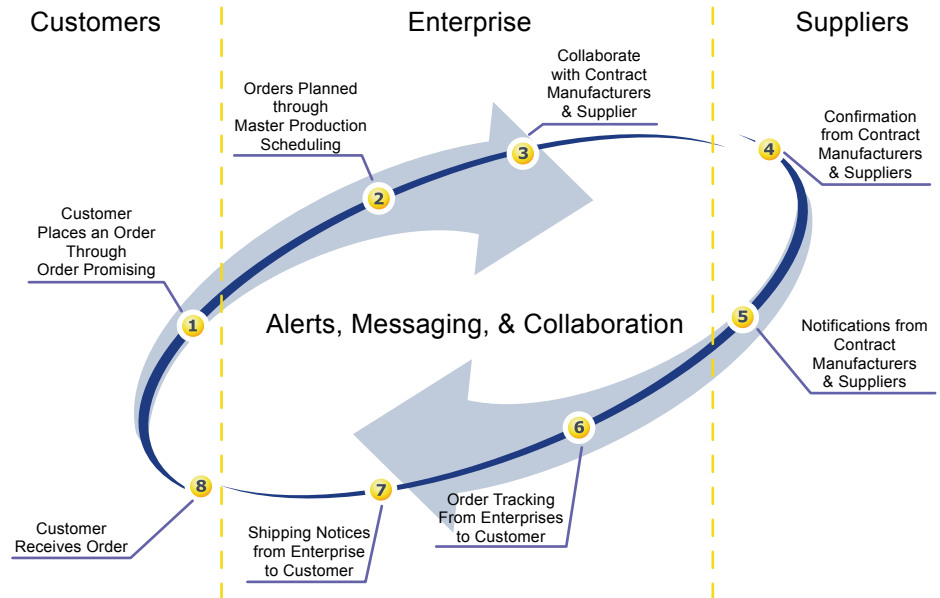 Customers
Enterprise
Suppliers
Collaborate
with Contract
Manufacturers
& Supplier
3
Orders Planned
through
Master Production
Scheduling
2
Confirmation
from Contract
Manufacturers
& Suppliers
4
Customer
Places an Order
Through
Order Promising
1
Alerts, Messaging, & Collaboration
5
Notifications from
Contract
Manufacturers
& Suppliers
6
Order Tracking
From Enterprises
to Customer
7
Shipping Notices
from Enterprise
to Customer
8
Customer
Receives Order